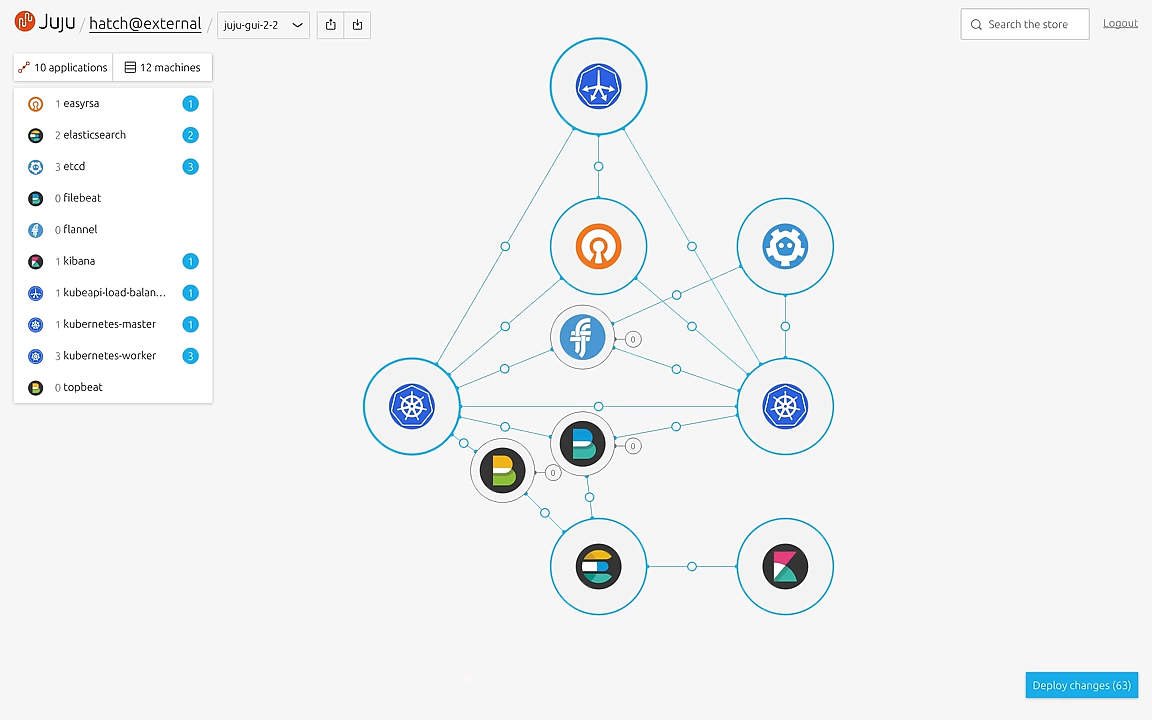 Juju / hatch@external / juju-gui-2-2
Search the store
Logout
10 applications 12 machines
1 easyrsa 1
2 elasticsearch 2
3 etcd 3
0 filebeat
0 flannel
1 kibana 1
1 kubeapi-load-balan... 1
1 kubernetes-master 1
3 kubernetes-worker 3
0 topbeat
0
0
0
Deploy changes (63)